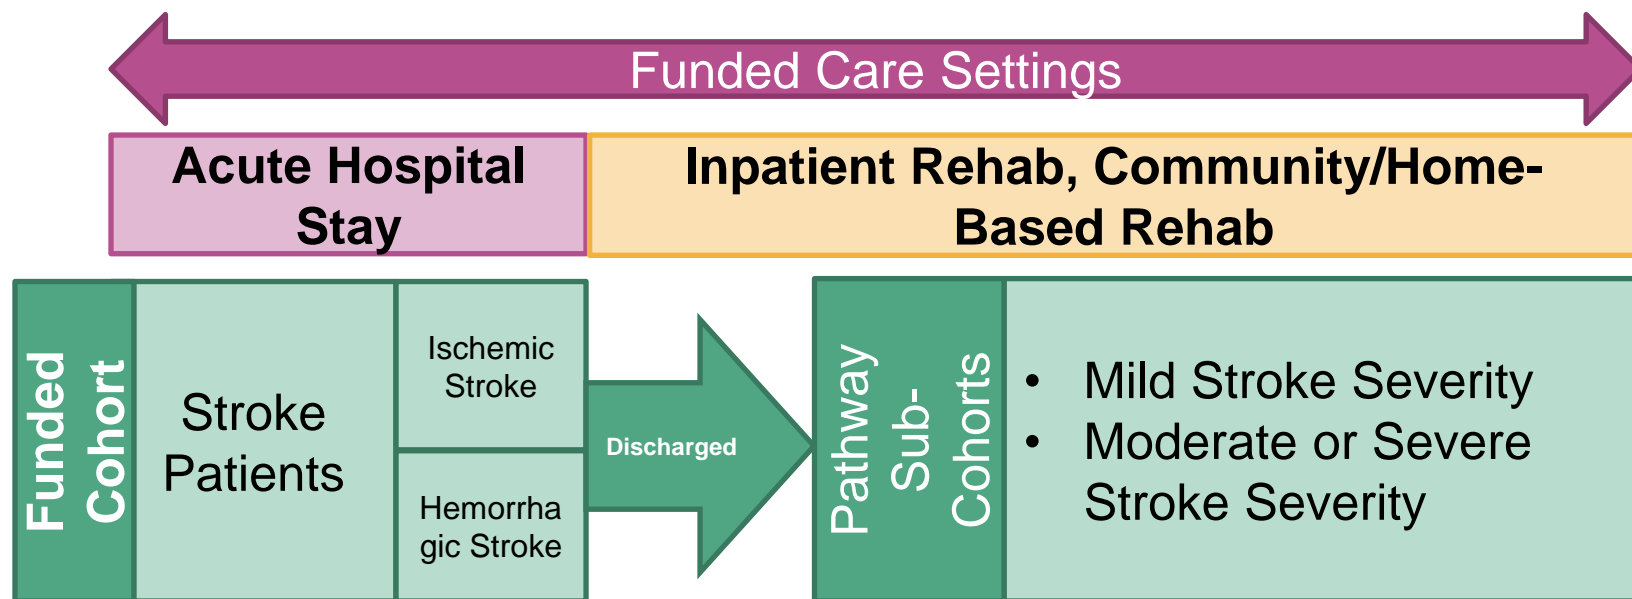 Funded Care Settings
Acute Hospital
Stay
Inpatient Rehab, Community/Home-
Based Rehab
Funded
Cohort
Stroke
Patients
Ischemic
Stroke
Hemorrha
gic Stroke
Discharged
Pathway
Sub-
Cohorts
• Mild Stroke Severity
• Moderate or Severe
Stroke Severity